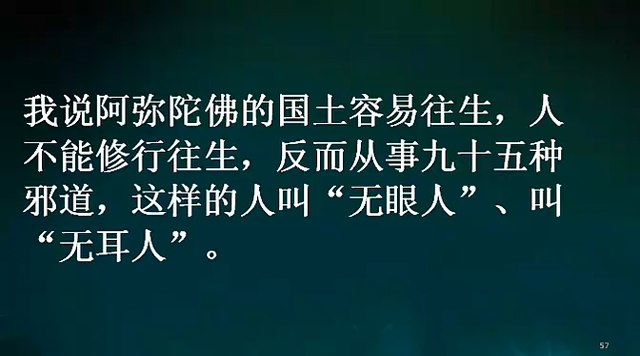 我说阿弥陀佛的国土容易往生，人
不能修行往生，反而从事九十五种
邪道，这样的人叫“无眼人”、叫
“无耳人”。
57